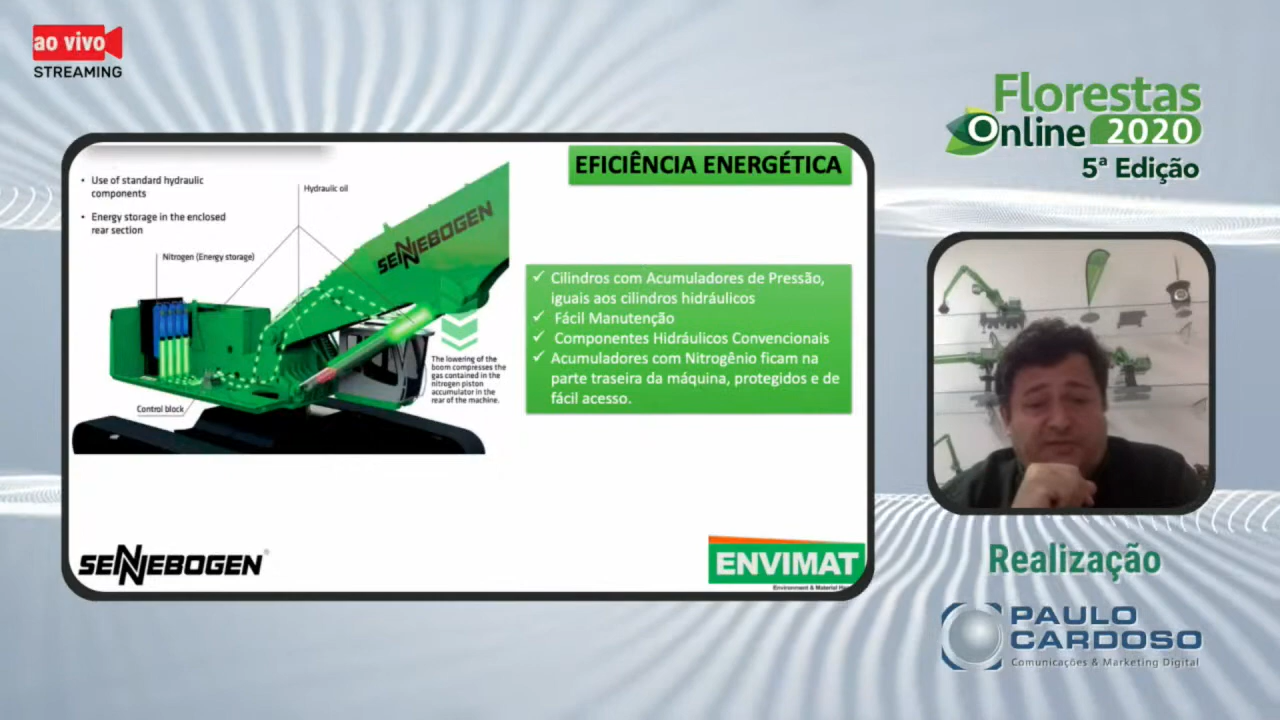 ao vivo
STREAMING
Florestas
Online 2020
5ª Edição
EFICIÊNCIA ENERGÉTICA
• Use of standard hydraulic
components
• Energy storage in the enclosed
rear section
Hydraulic oil
Nitrogen (Energy storage)
SENNEBOGEN
The lowering of the
boom compresses the
gas contained in the
nitrogen piston
accumulator in the
rear of the machine.
Control block
✓ Cilindros com Acumuladores de Pressão,
iguais aos cilindros hidráulicos
✓ Fácil Manutenção
✓ Componentes Hidráulicos Convencionais
✓ Acumuladores com Nitrogênio ficam na
parte traseira da máquina, protegidos e de
fácil acesso.
SENNEBOGEN®
ENVIMAT
Environment & Material
Realização
PAULO
CARDOSO
Comunicações & Marketing Digital